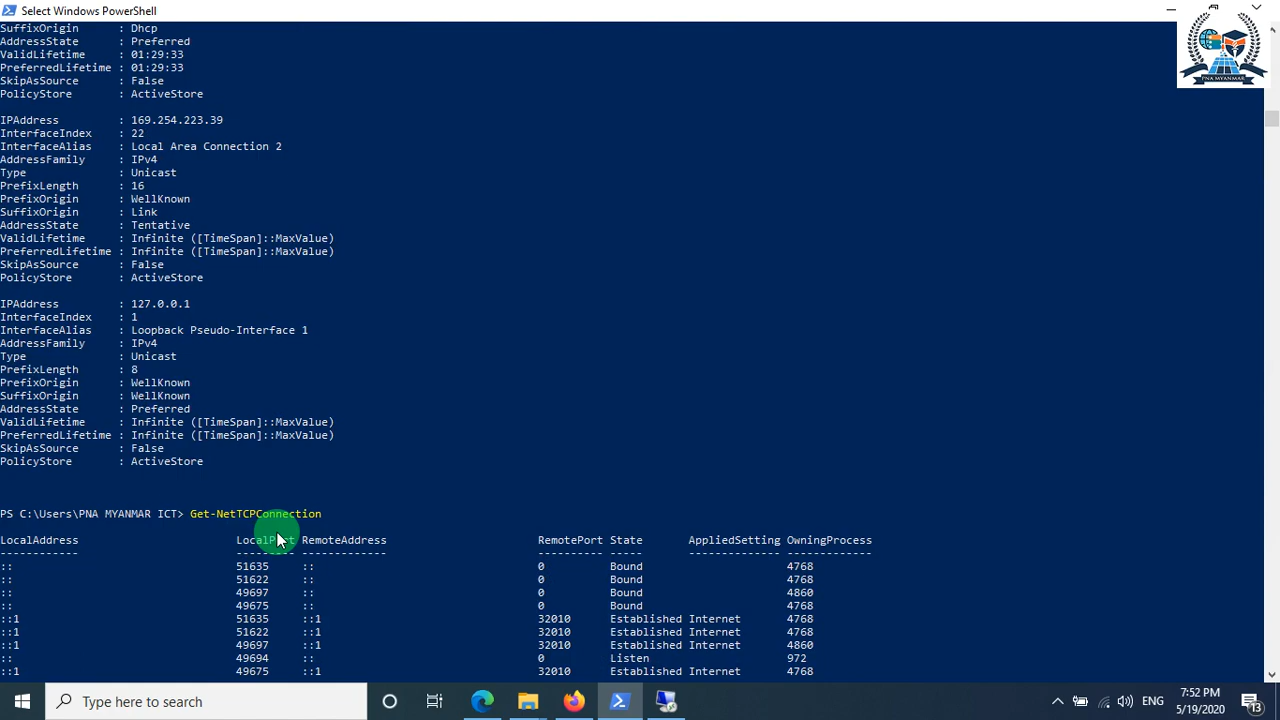 Select Windows PowerShell
SuffixOrigin : Dhcp
AddressState : Preferred
ValidLifetime : 01:29:33
PreferredLifetime : 01:29:33
SkipAsSource : False
PolicyStore : ActiveStore
IPAddress : 169.254.223.39
InterfaceIndex : 22
InterfaceAlias : Local Area Connection 2
AddressFamily : IPv4
Type : Unicast
PrefixLength : 16
PrefixOrigin : WellKnown
SuffixOrigin : Link
AddressState : Tentative
ValidLifetime : Infinite ([TimeSpan]::MaxValue)
PreferredLifetime : Infinite ([TimeSpan]::MaxValue)
SkipAsSource : False
PolicyStore : ActiveStore
IPAddress : 127.0.0.1
InterfaceIndex : 1
InterfaceAlias : Loopback Pseudo-Interface 1
AddressFamily : IPv4
Type : Unicast
PrefixLength : 8
PrefixOrigin : WellKnown
SuffixOrigin : WellKnown
AddressState : Preferred
ValidLifetime : Infinite ([TimeSpan]::MaxValue)
PreferredLifetime : Infinite ([TimeSpan]::MaxValue)
SkipAsSource : False
PolicyStore : ActiveStore
PS C:\Users\PNA MYANMAR ICT> Get-NetTCPConnection
LocalAddress LocalPort RemoteAddress RemotePort State AppliedSetting OwningProcess
------------ --------- ------------- ---------- ----- -------------- -------------
:: 51635 :: 0 Bound 4768
:: 51622 :: 0 Bound 4768
:: 49697 :: 0 Bound 4860
:: 49675 :: 0 Bound 4768
::1 51635 ::1 32010 Established Internet 4768
::1 51622 ::1 32010 Established Internet 4768
::1 49697 ::1 32010 Established Internet 4860
:: 49694 :: 0 Listen 972
::1 49675 ::1 32010 Established Internet 4768
PNA MYANMAR
Type here to search
ENG
7:52 PM
5/19/2020
13